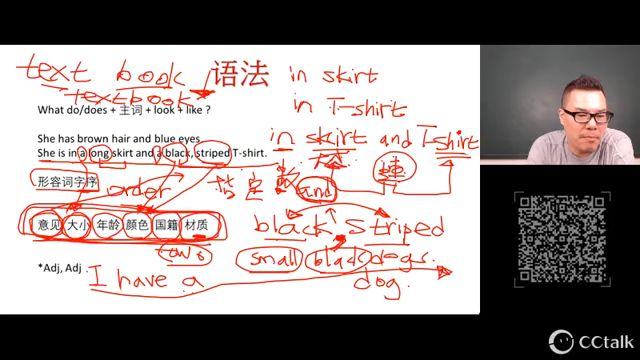 text book 语法 in skirt
textbook
in T-shirt
What do/does + 主词 + look + like ?
in skirt and T-shirt
She has brown hair and blue eyes.
She is in a long skirt and a black, striped T-shirt.
形容词字序
order
and
意见 大小 年龄 颜色 国籍 材质
black striped
small black dogs.
*Adj, Adj
I have a dog.
CCtalk